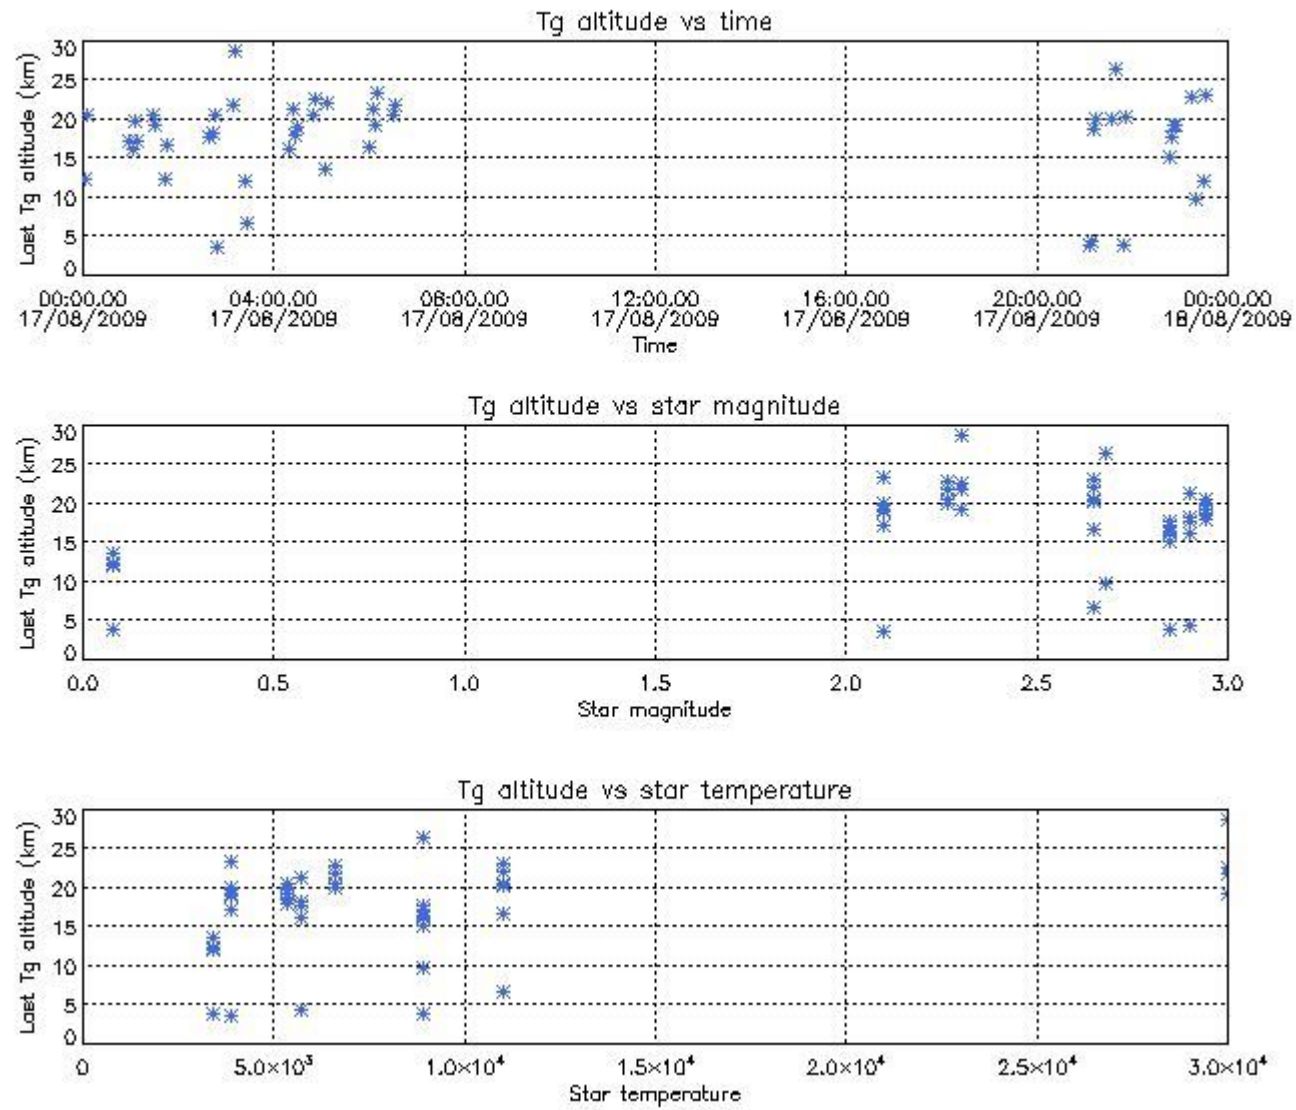 Tg altitude vs time
Last Tg altitude (km)
30
25
20
15
10
5
0
00:00.00 04:00.00 08:00.00 12:00.00 16:00.00 20:00.00 00:00.00
17/08/2009 17/08/2009 17/08/2009 17/08/2009 17/08/2009 17/08/2009 18/08/2009
Time
Tg altitude vs star magnitude
Last Tg altitude (km)
30
25
20
15
10
5
0
0.0 0.5 1.0 1.5 2.0 2.5 3.0
Star magnitude
Tg altitude vs star temperature
Last Tg altitude (km)
30
25
20
15
10
5
0
0 5.0×10³ 1.0×10⁴ 1.5×10⁴ 2.0×10⁴ 2.5×10⁴ 3.0×10⁴
Star temperature